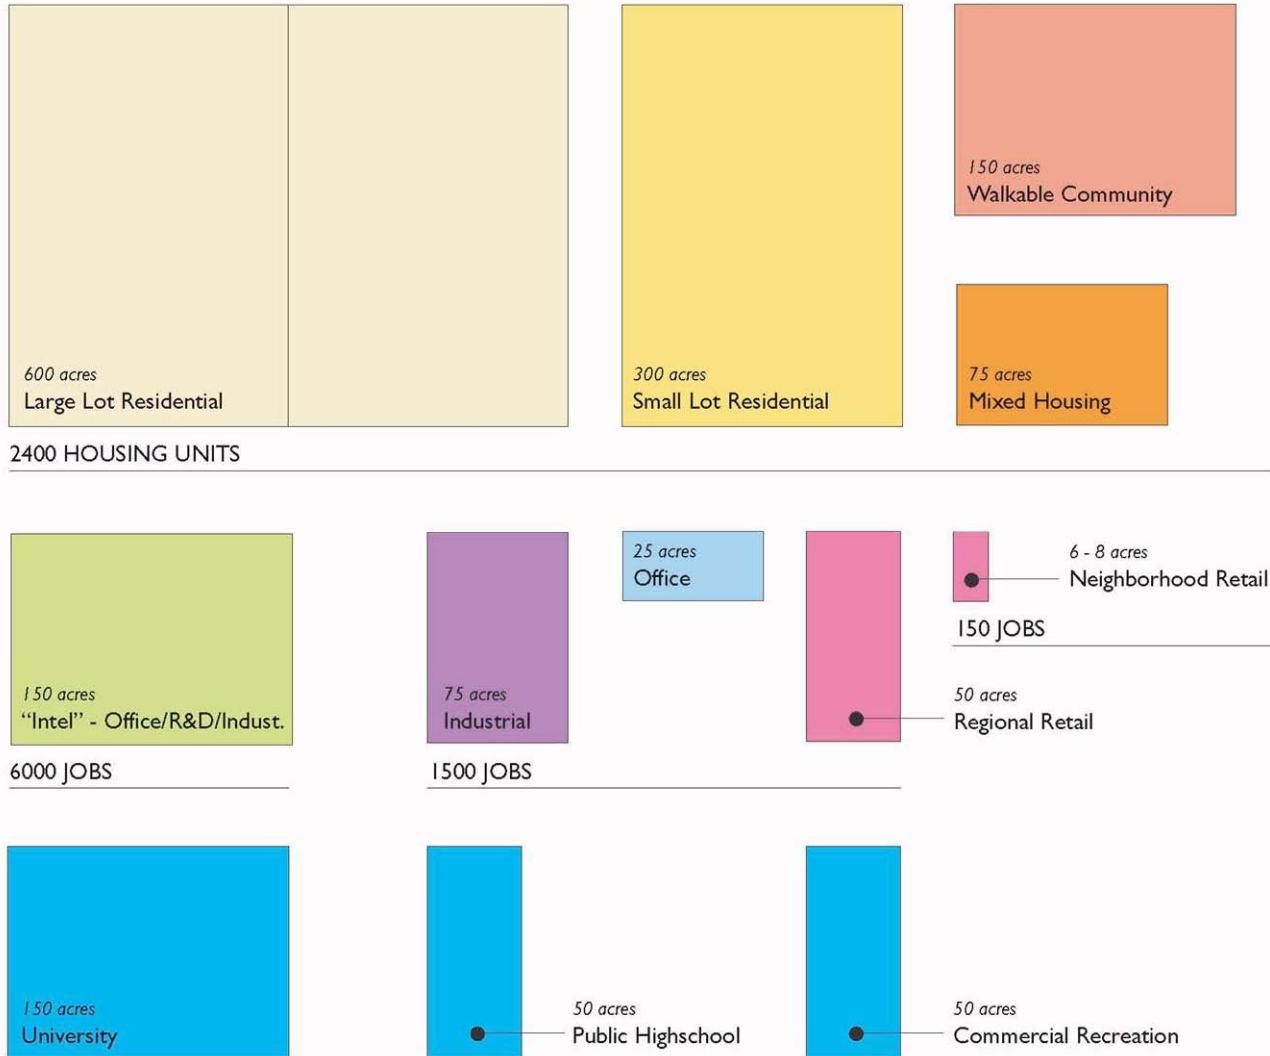 600 acres
Large Lot Residential
300 acres
Small Lot Residential
150 acres
Walkable Community
75 acres
Mixed Housing
2400 HOUSING UNITS
150 acres
“Intel” - Office/R&D/Indust.
6000 JOBS
75 acres
Industrial
25 acres
Office
50 acres
Regional Retail
1500 JOBS
6 - 8 acres
Neighborhood Retail
150 JOBS
150 acres
University
50 acres
Public Highschool
50 acres
Commercial Recreation